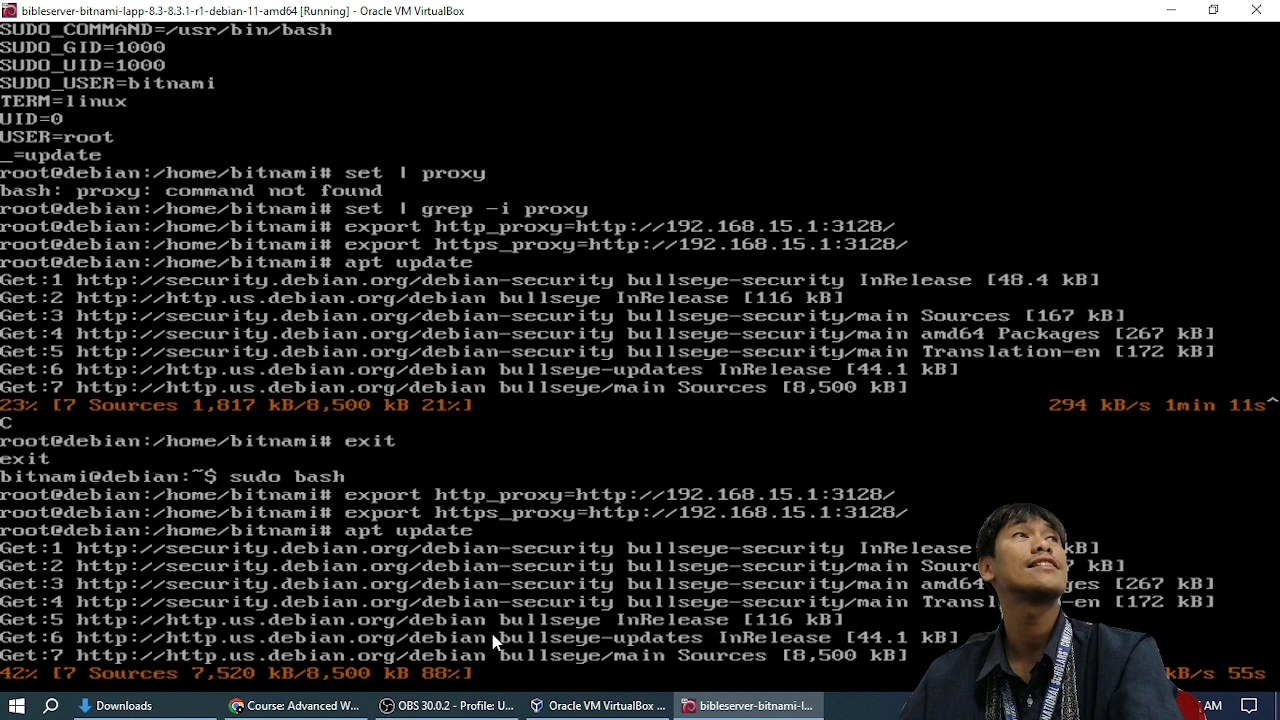 bibleserver-bitnami-lapp-8.3-8.3.1-r1-debian-11-amd64 [Running] - Oracle VM VirtualBox
SUDO_COMMAND=/usr/bin/bash
SUDO_GID=1000
SUDO_UID=1000
SUDO_USER=bitnami
TERM=linux
UID=0
USER=root
_=update
root@debian:/home/bitnami# set | proxy
bash: proxy: command not found
root@debian:/home/bitnami# set | grep -i proxy
root@debian:/home/bitnami# export http_proxy=http://192.168.15.1:3128/
root@debian:/home/bitnami# export https_proxy=http://192.168.15.1:3128/
root@debian:/home/bitnami# apt update
Get:1 http://security.debian.org/debian-security bullseye-security InRelease [48.4 kB]
Get:2 http://http.us.debian.org/debian bullseye InRelease [116 kB]
Get:3 http://security.debian.org/debian-security bullseye-security/main Sources [167 kB]
Get:4 http://security.debian.org/debian-security bullseye-security/main amd64 Packages [267 kB]
Get:5 http://security.debian.org/debian-security bullseye-security/main Translation-en [172 kB]
Get:6 http://http.us.debian.org/debian bullseye-updates InRelease [44.1 kB]
Get:7 http://http.us.debian.org/debian bullseye/main Sources [8,500 kB]
23% [7 Sources 1,817 kB/8,500 kB 21%] 294 kB/s 1min 11s^
C
root@debian:/home/bitnami# exit
exit
bitnami@debian:~$ sudo bash
root@debian:/home/bitnami# export http_proxy=http://192.168.15.1:3128/
root@debian:/home/bitnami# export https_proxy=http://192.168.15.1:3128/
root@debian:/home/bitnami# apt update
Get:1 http://security.debian.org/debian-security bullseye-security InRelease kB]
Get:2 http://security.debian.org/debian-security bullseye-security/main Sour 7 kB]
Get:3 http://security.debian.org/debian-security bullseye-security/main amd64 ges [267 kB]
Get:4 http://security.debian.org/debian-security bullseye-security/main Transl n-en [172 kB]
Get:5 http://http.us.debian.org/debian bullseye InRelease [116 kB]
Get:6 http://http.us.debian.org/debian bullseye-updates InRelease [44.1 kB]
Get:7 http://http.us.debian.org/debian bullseye/main Sources [8,500 kB]
42% [7 Sources 7,520 kB/8,500 kB 88%] kB/s 55s
Downloads
Course: Advanced W...
OBS 30.0.2 - Profile: U...
Oracle VM VirtualBox ...
bibleserver-bitnami-l...
AM